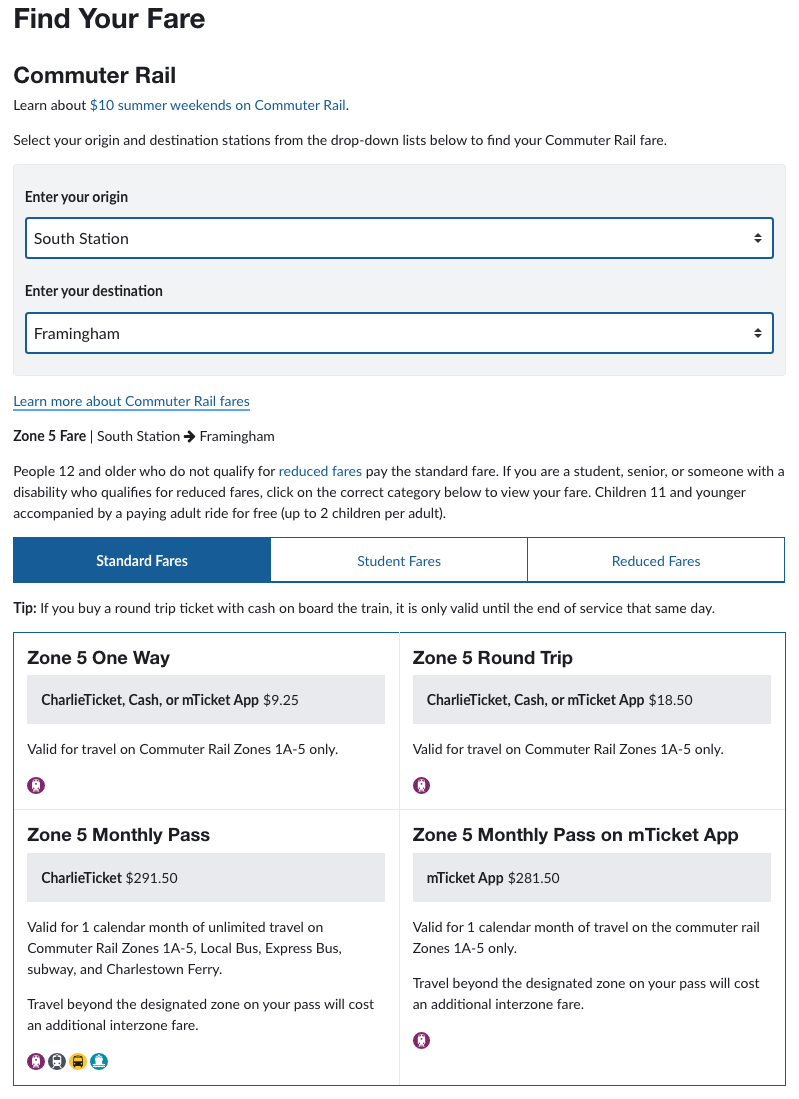 Find Your Fare
Commuter Rail
Learn about $10 summer weekends on Commuter Rail.
Select your origin and destination stations from the drop-down lists below to find your Commuter Rail fare.
Enter your origin
South Station
Enter your destination
Framingham
Learn more about Commuter Rail fares
Zone 5 Fare | South Station → Framingham
People 12 and older who do not qualify for reduced fares pay the standard fare. If you are a student, senior, or someone with a
disability who qualifies for reduced fares, click on the correct category below to view your fare. Children 11 and younger
accompanied by a paying adult ride for free (up to 2 children per adult).
Standard Fares
Student Fares
Reduced Fares
Tip: If you buy a round trip ticket with cash on board the train, it is only valid until the end of service that same day.
Zone 5 One Way
CharlieTicket, Cash, or mTicket App $9.25
Valid for travel on Commuter Rail Zones 1A-5 only.
Zone 5 Round Trip
CharlieTicket, Cash, or mTicket App $18.50
Valid for travel on Commuter Rail Zones 1A-5 only.
Zone 5 Monthly Pass
CharlieTicket $291.50
Valid for 1 calendar month of unlimited travel on
Commuter Rail Zones 1A-5, Local Bus, Express Bus,
subway, and Charlestown Ferry.
Travel beyond the designated zone on your pass will cost
an additional interzone fare.
Zone 5 Monthly Pass on mTicket App
mTicket App $281.50
Valid for 1 calendar month of travel on the commuter rail
Zones 1A-5 only.
Travel beyond the designated zone on your pass will cost
an additional interzone fare.